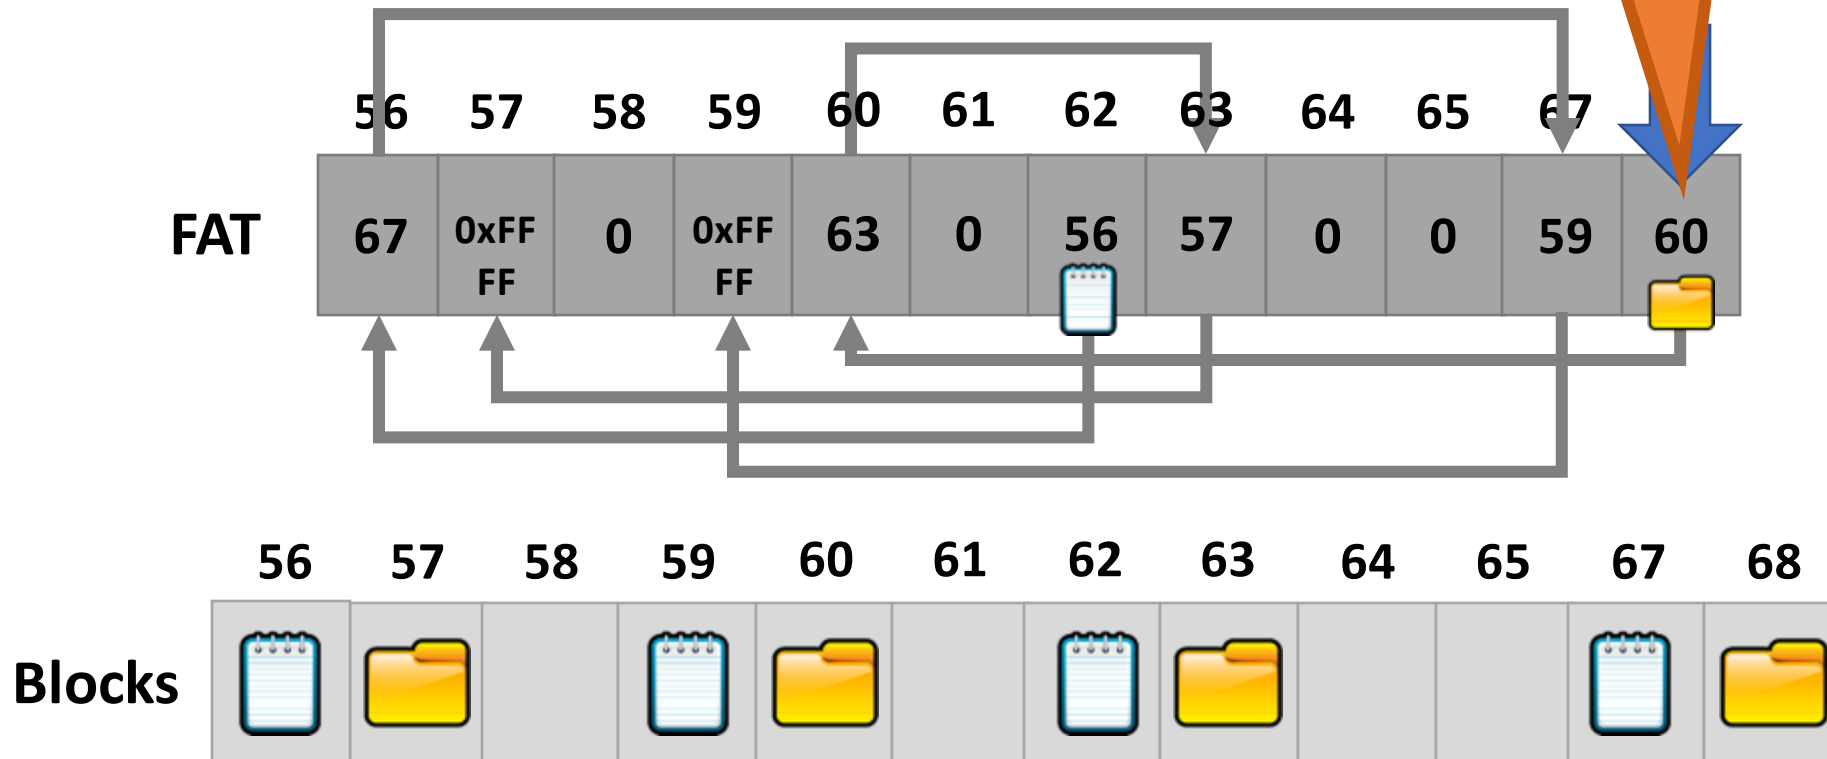 56 57 58 59 60 61 62 63 64 65 67
FAT 67 0xFF 0 0xFF 63 0 56 57 0 0 59 60
FF FF
56 57 58 59 60 61 62 63 64 65 67 68
Blocks